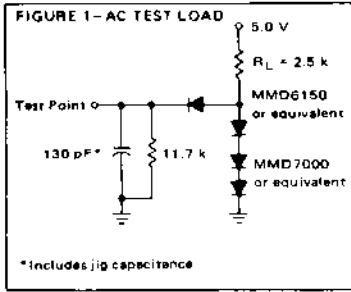 FIGURE 1–AC TEST LOAD
5.0 V
R_L = 2.5 k
Test Point
MMD6150
or equivalent
130 pF*
11.7 k
MMD7000
or equivalent
*Includes jig capacitance